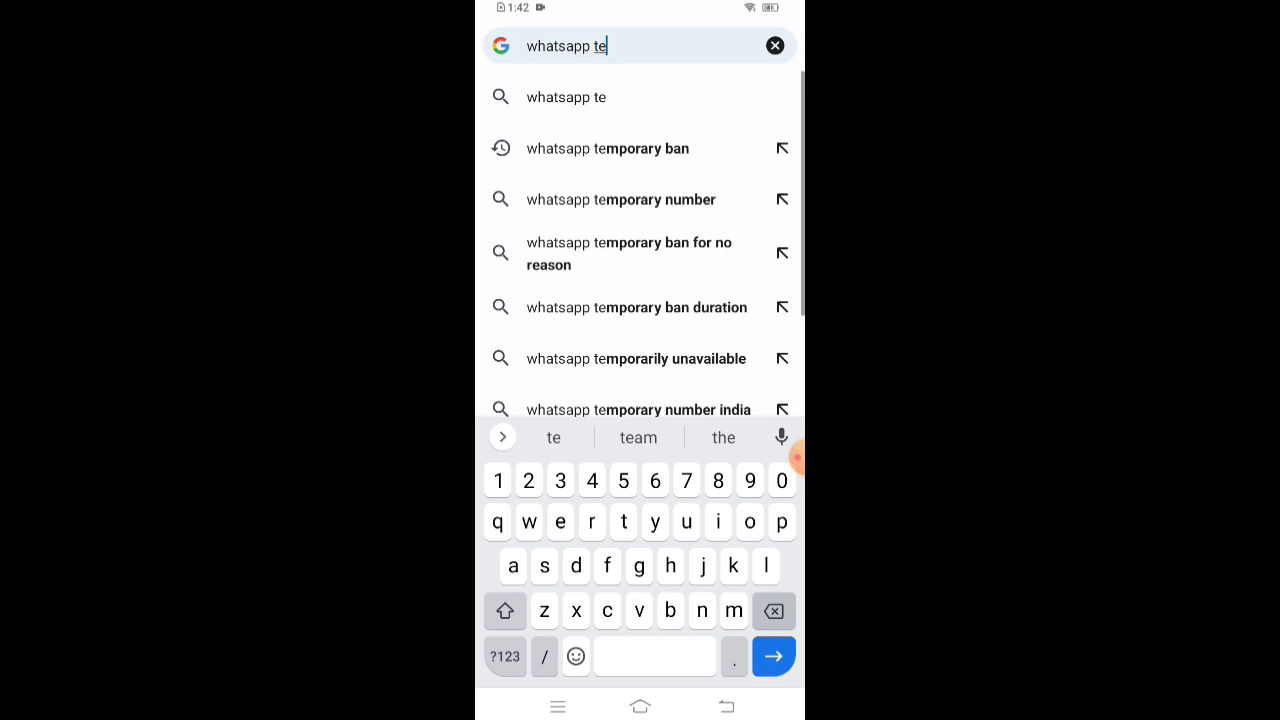 1:42
whatsapp te
whatsapp te
whatsapp temporary ban
whatsapp temporary number
whatsapp temporary ban for no
reason
whatsapp temporary ban duration
whatsapp temporarily unavailable
whatsapp temporary number india
te team the
1 2 3 4 5 6 7 8 9 0
q w e r t y u i o p
a s d f g h j k l
z x c v b n m
?123 / .